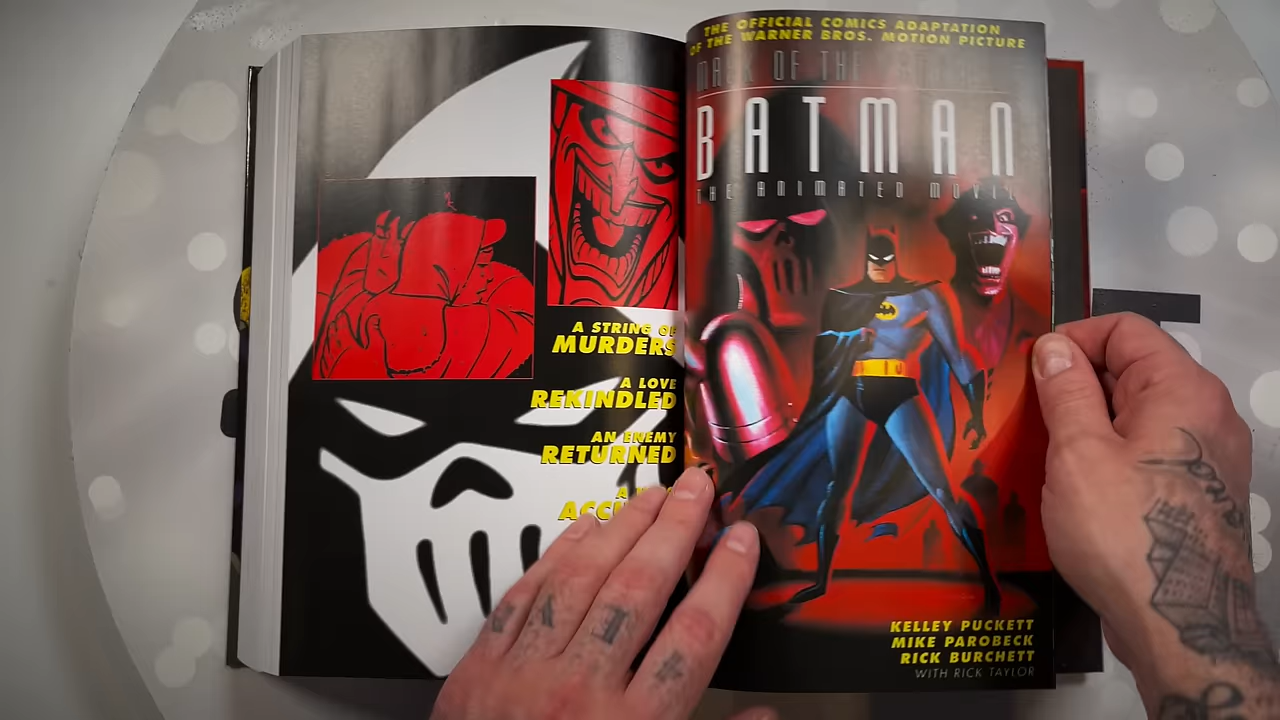 A STRING OF
MURDERS
A LOVE
REKINDLED
AN ENEMY
RETURNED
A
THE OFFICIAL COMICS ADAPTATION
OF THE WARNER BROS. MOTION PICTURE
MASK OF THE
BATMAN
THE ANIMATED MOVIE
KELLEY PUCKETT
MIKE PAROBECK
RICK BURCHETT
WITH RICK TAYLOR